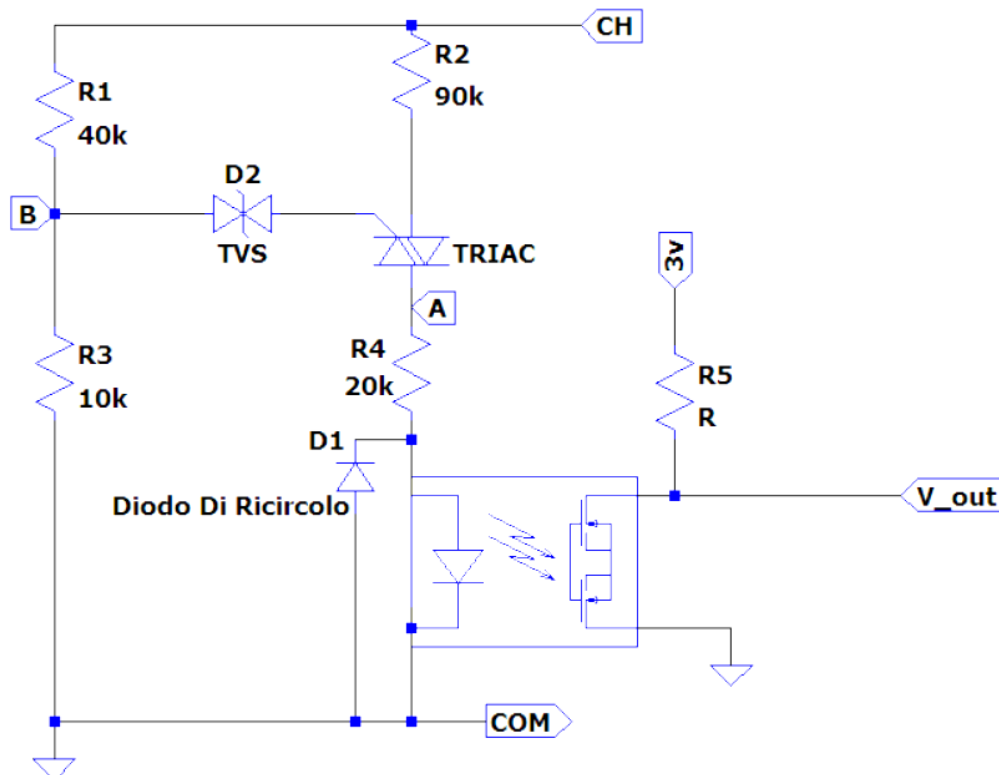 CH
R2
90k
R1
40k
D2
B
TVS
TRIAC
3v
A
R4
20k
R3
10k
R5
R
D1
Diodo Di Ricircolo
V_out
COM